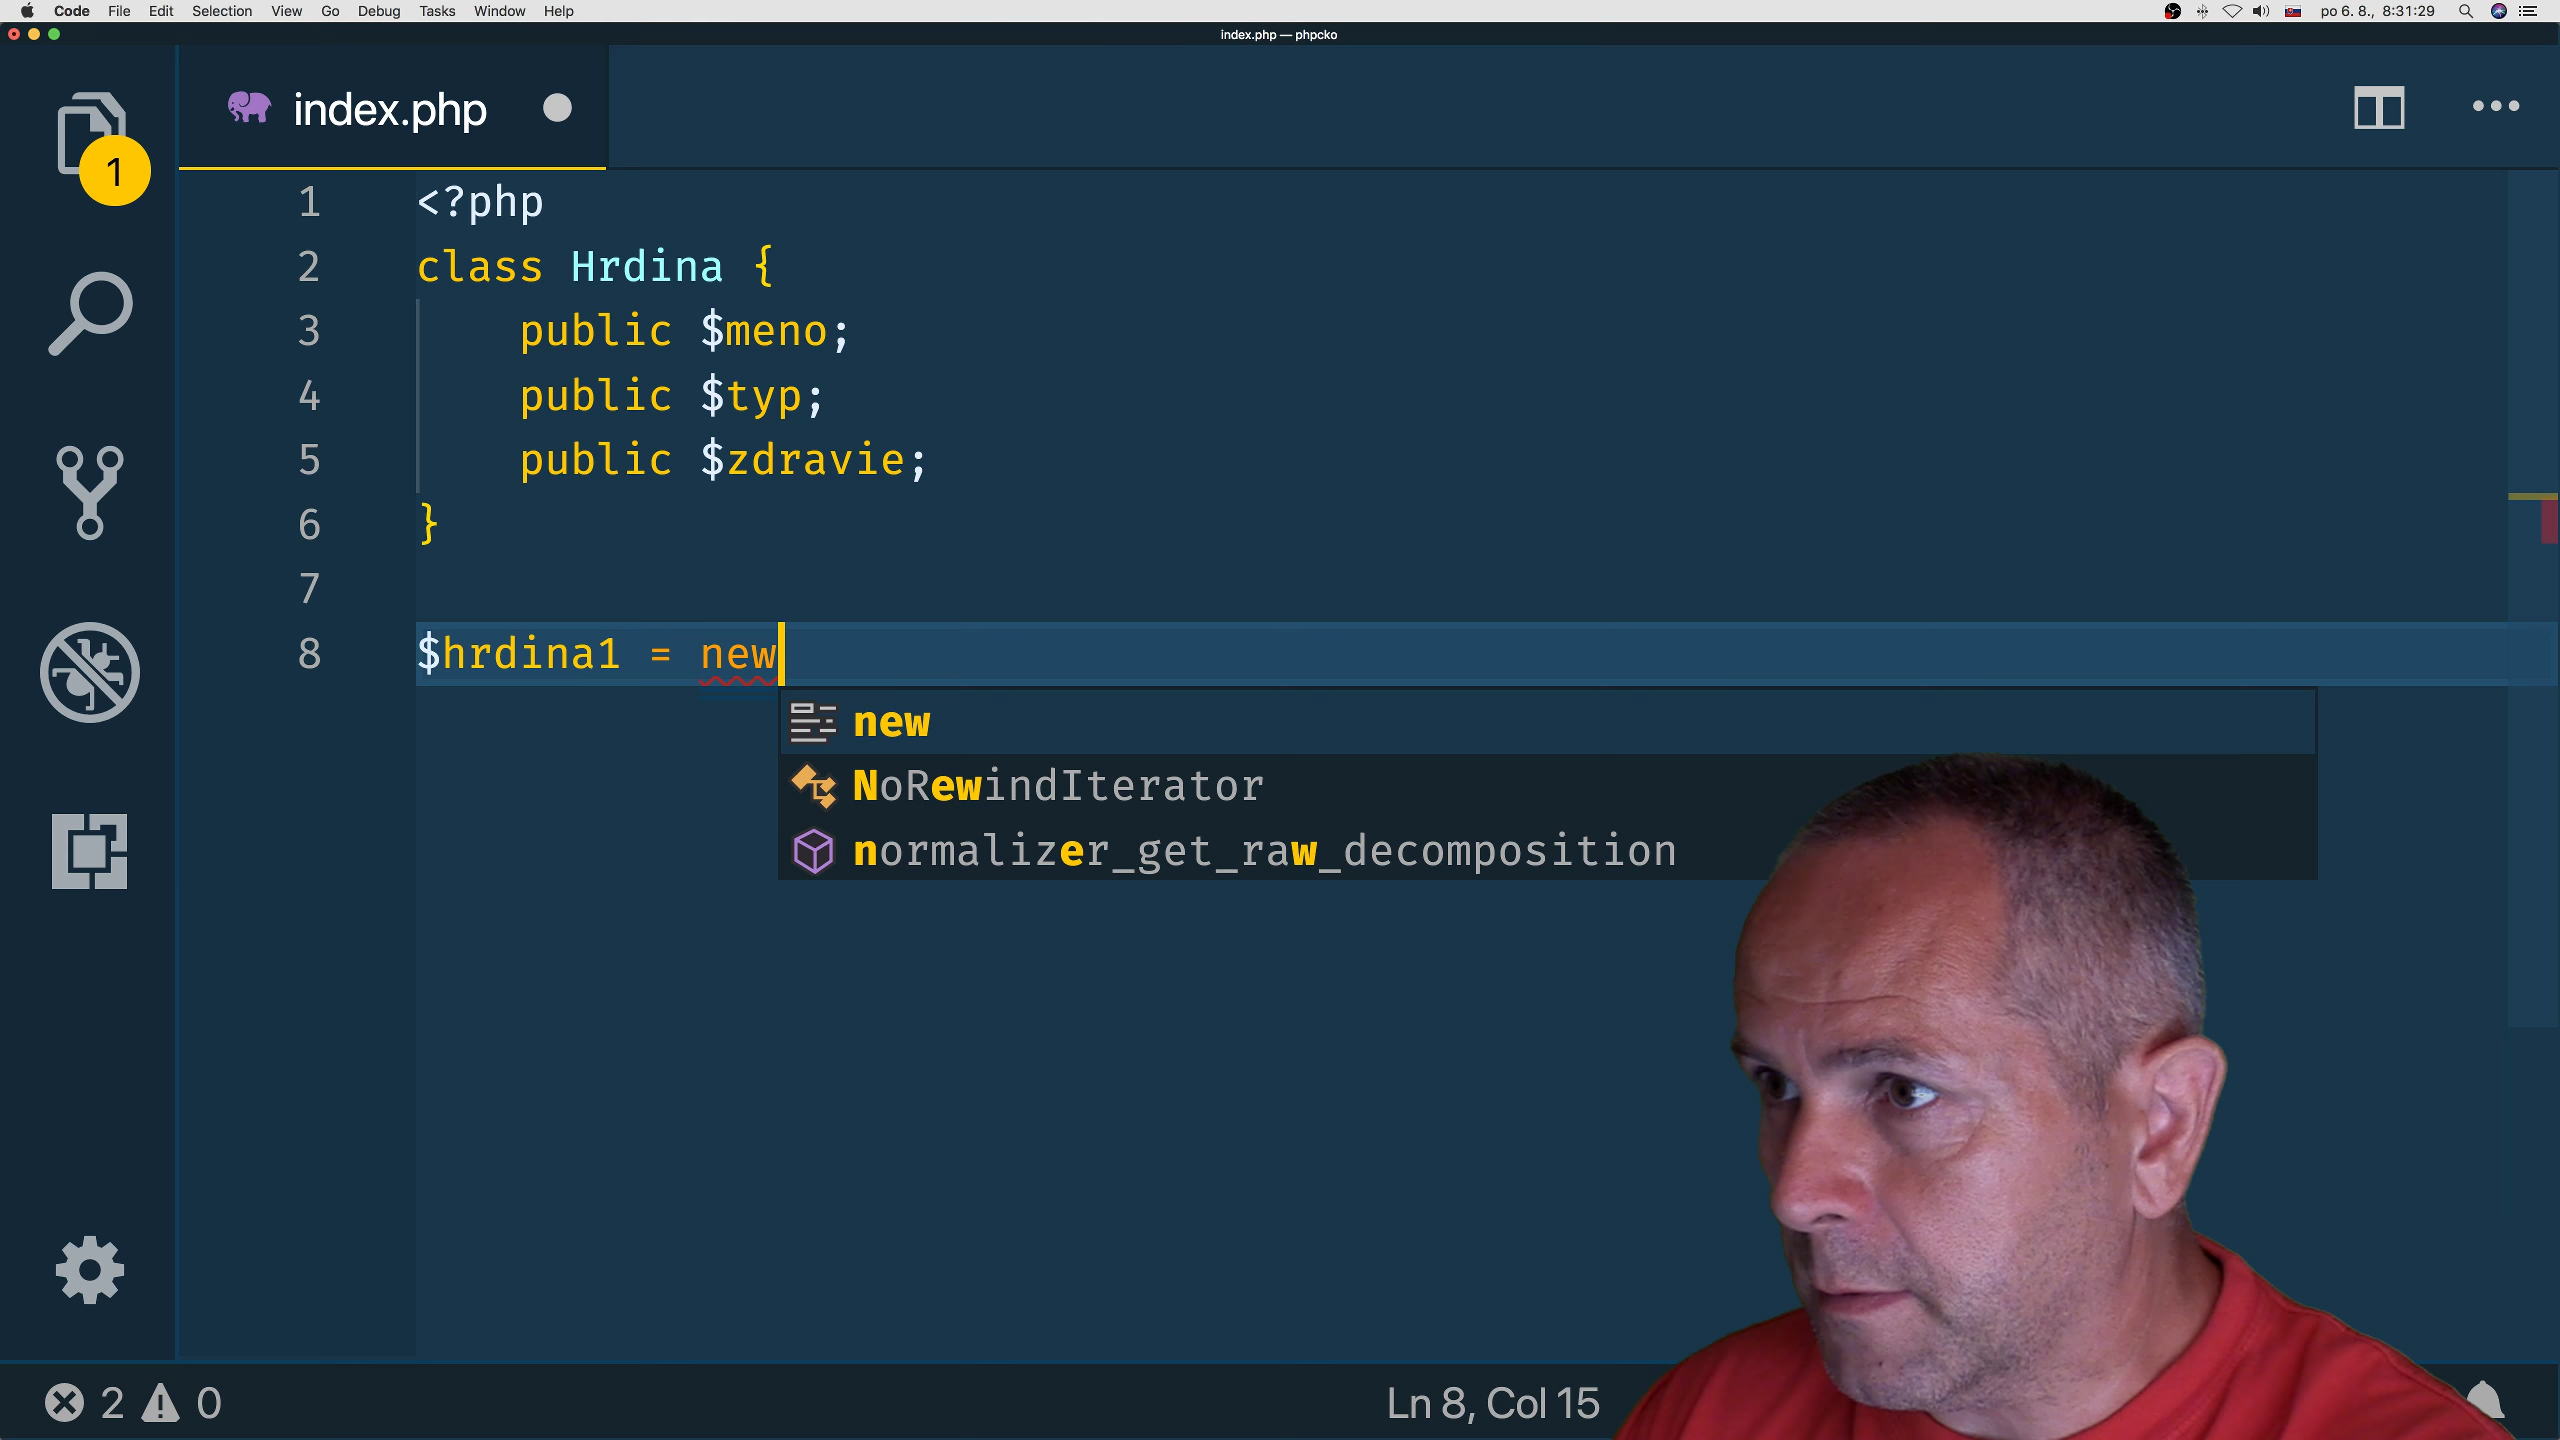 Code File Edit Selection View Go Debug Tasks Window Help po 6. 8., 8:31:29
index.php — phpcko
index.php
1
1 <?php
2 class Hrdina {
3 public $meno;
4 public $typ;
5 public $zdravie;
6 }
7
8 $hrdina1 = new
new
NoRewindIterator
normalizer_get_raw_decomposition
2 0 Ln 8, Col 15